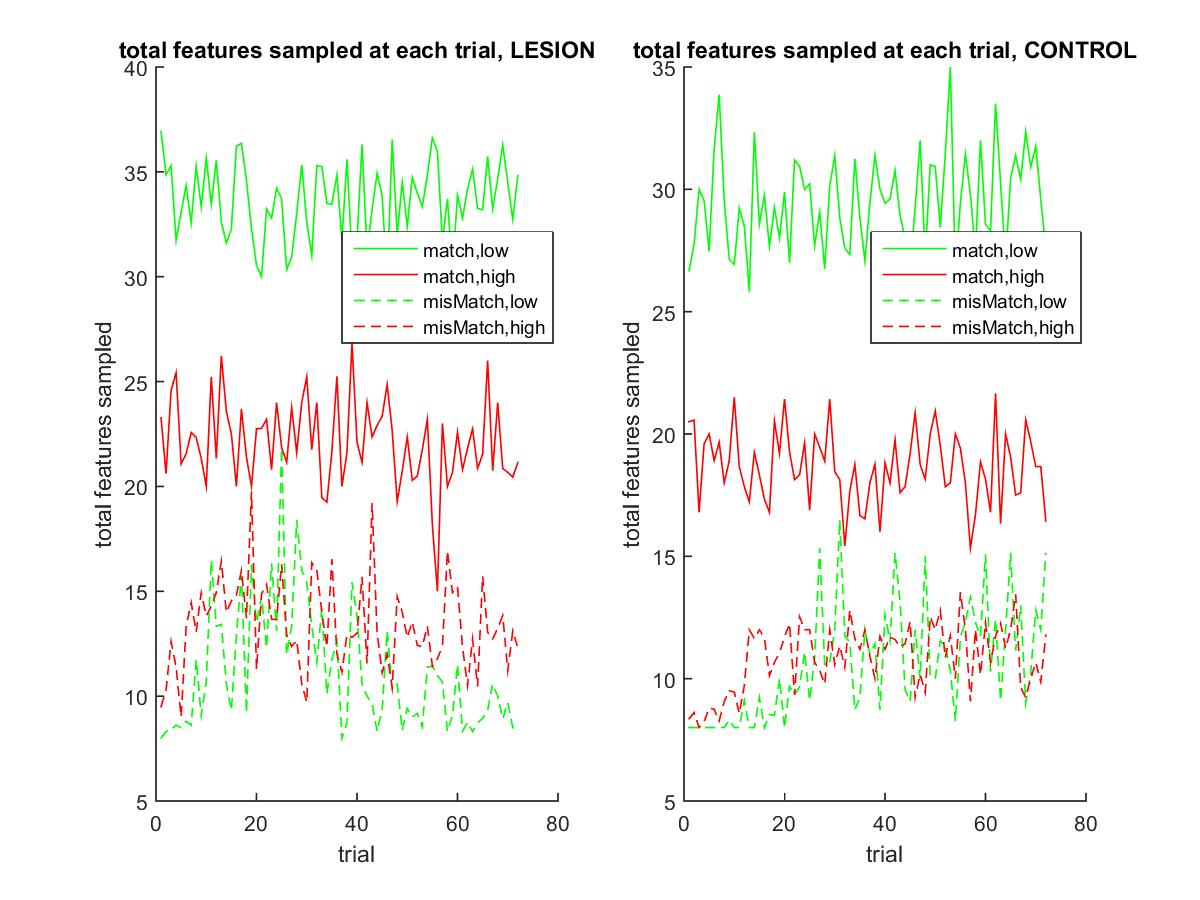 total features sampled at each trial, LESION
40
35
30
25
20
15
10
5
0
20
40
60
80
trial
total features sampled
match,low
match,high
misMatch,low
misMatch,high
total features sampled at each trial, CONTROL
35
30
25
20
15
10
5
0
20
40
60
80
trial
total features sampled
match,low
match,high
misMatch,low
misMatch,high